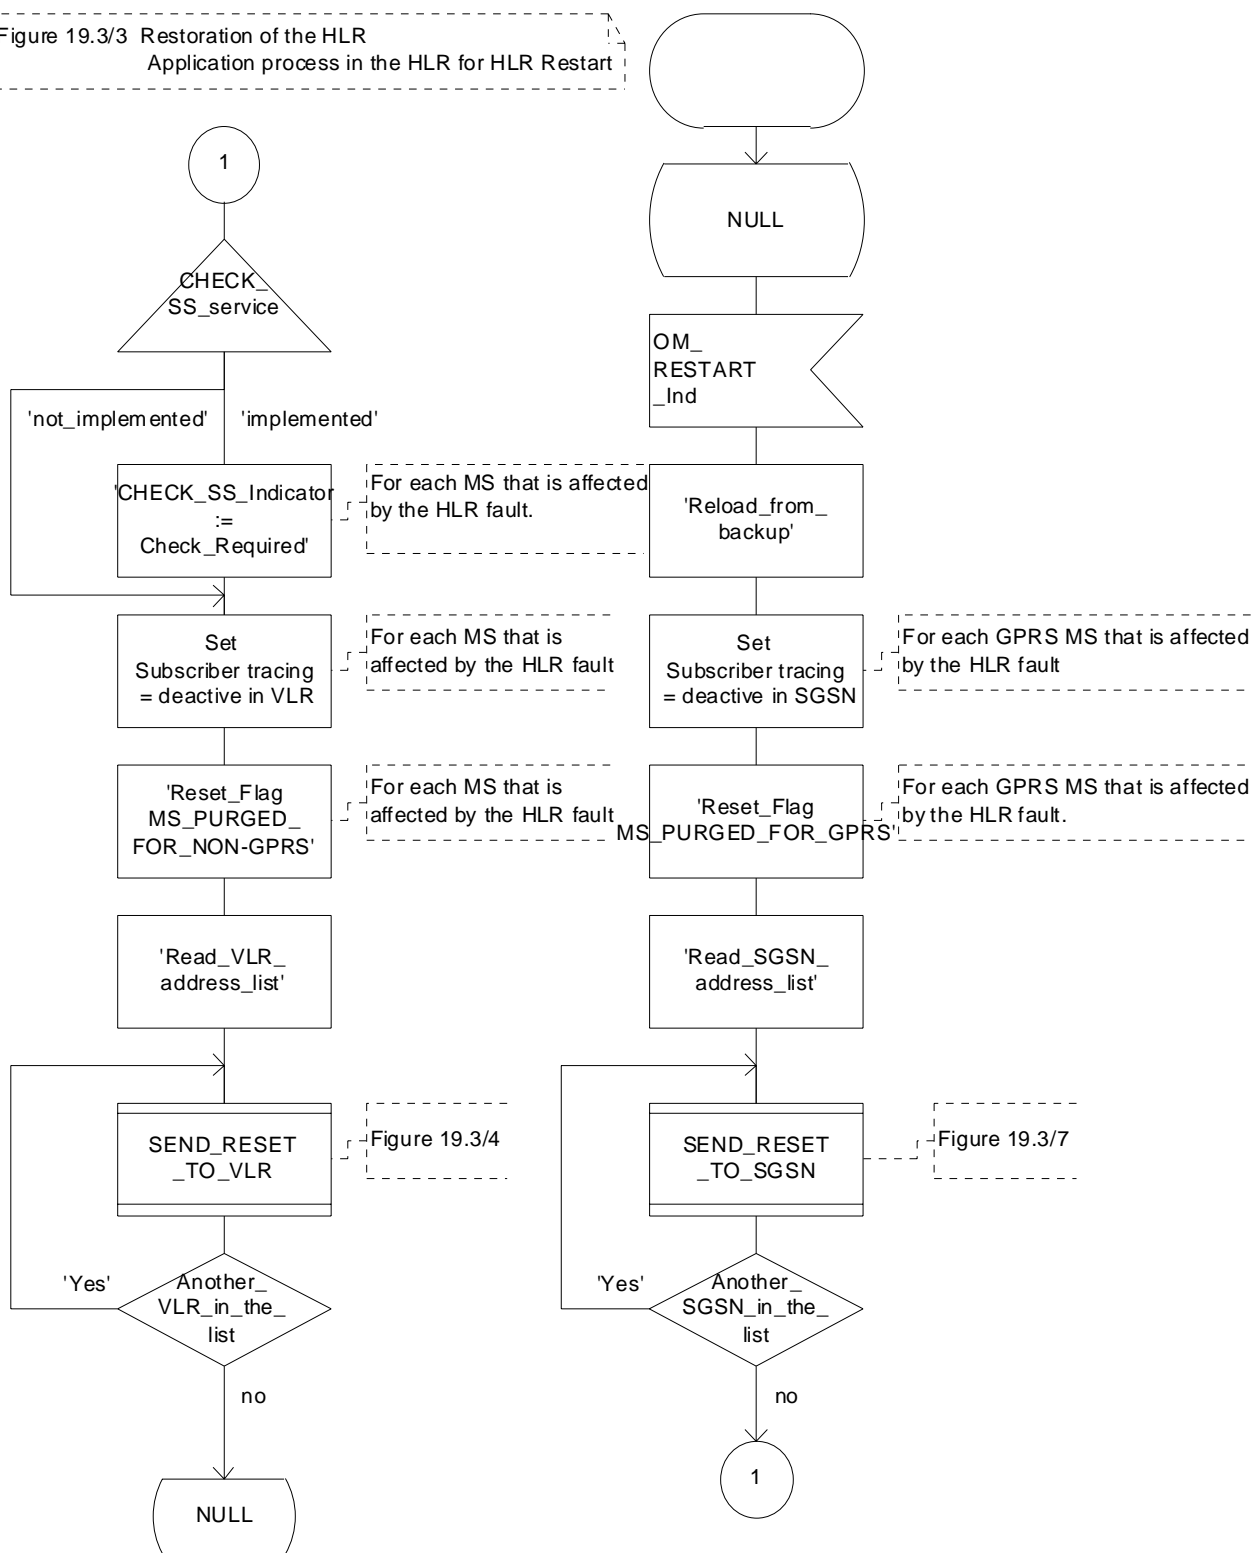 Figure 19.3/3 Restoration of the HLR
Application process in the HLR for HLR Restart
1
CHECK_
SS_service
'not_implemented'
'implemented'
'CHECK_SS_Indicator
:=
Check_Required'
For each MS that is affected
by the HLR fault.
Set
Subscriber tracing
= deactive in VLR
For each MS that is
affected by the HLR fault
'Reset_Flag
MS_PURGED_
FOR_NON-GPRS'
For each MS that is
affected by the HLR fault
'Read_VLR_
address_list'
SEND_RESET
_TO_VLR
Figure 19.3/4
'Yes'
Another_
VLR_in_the_
list
no
NULL
NULL
OM_
RESTART
_Ind
'Reload_from_
backup'
Set
Subscriber tracing
= deactive in SGSN
For each GPRS MS that is affected
by the HLR fault
'Reset_Flag
MS_PURGED_FOR_GPRS'
For each GPRS MS that is affected
by the HLR fault.
'Read_SGSN_
address_list'
SEND_RESET
_TO_SGSN
Figure 19.3/7
'Yes'
Another_
SGSN_in_the_
list
no
1